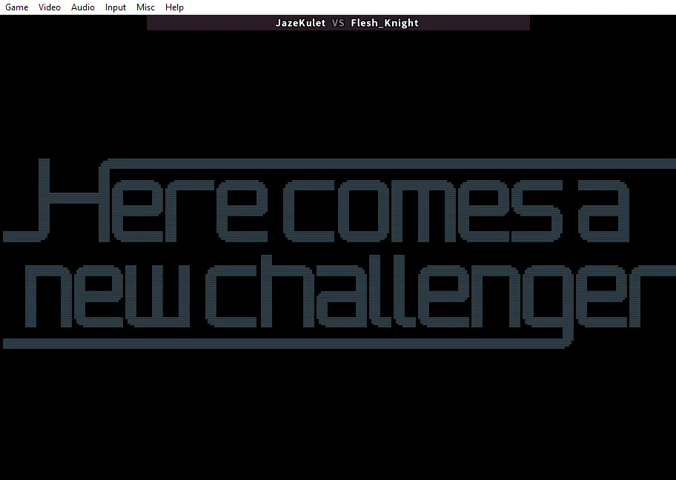 Game Video Audio Input Misc Help
JazeKulet VS Flesh_Knight
Here comes a
new challenger